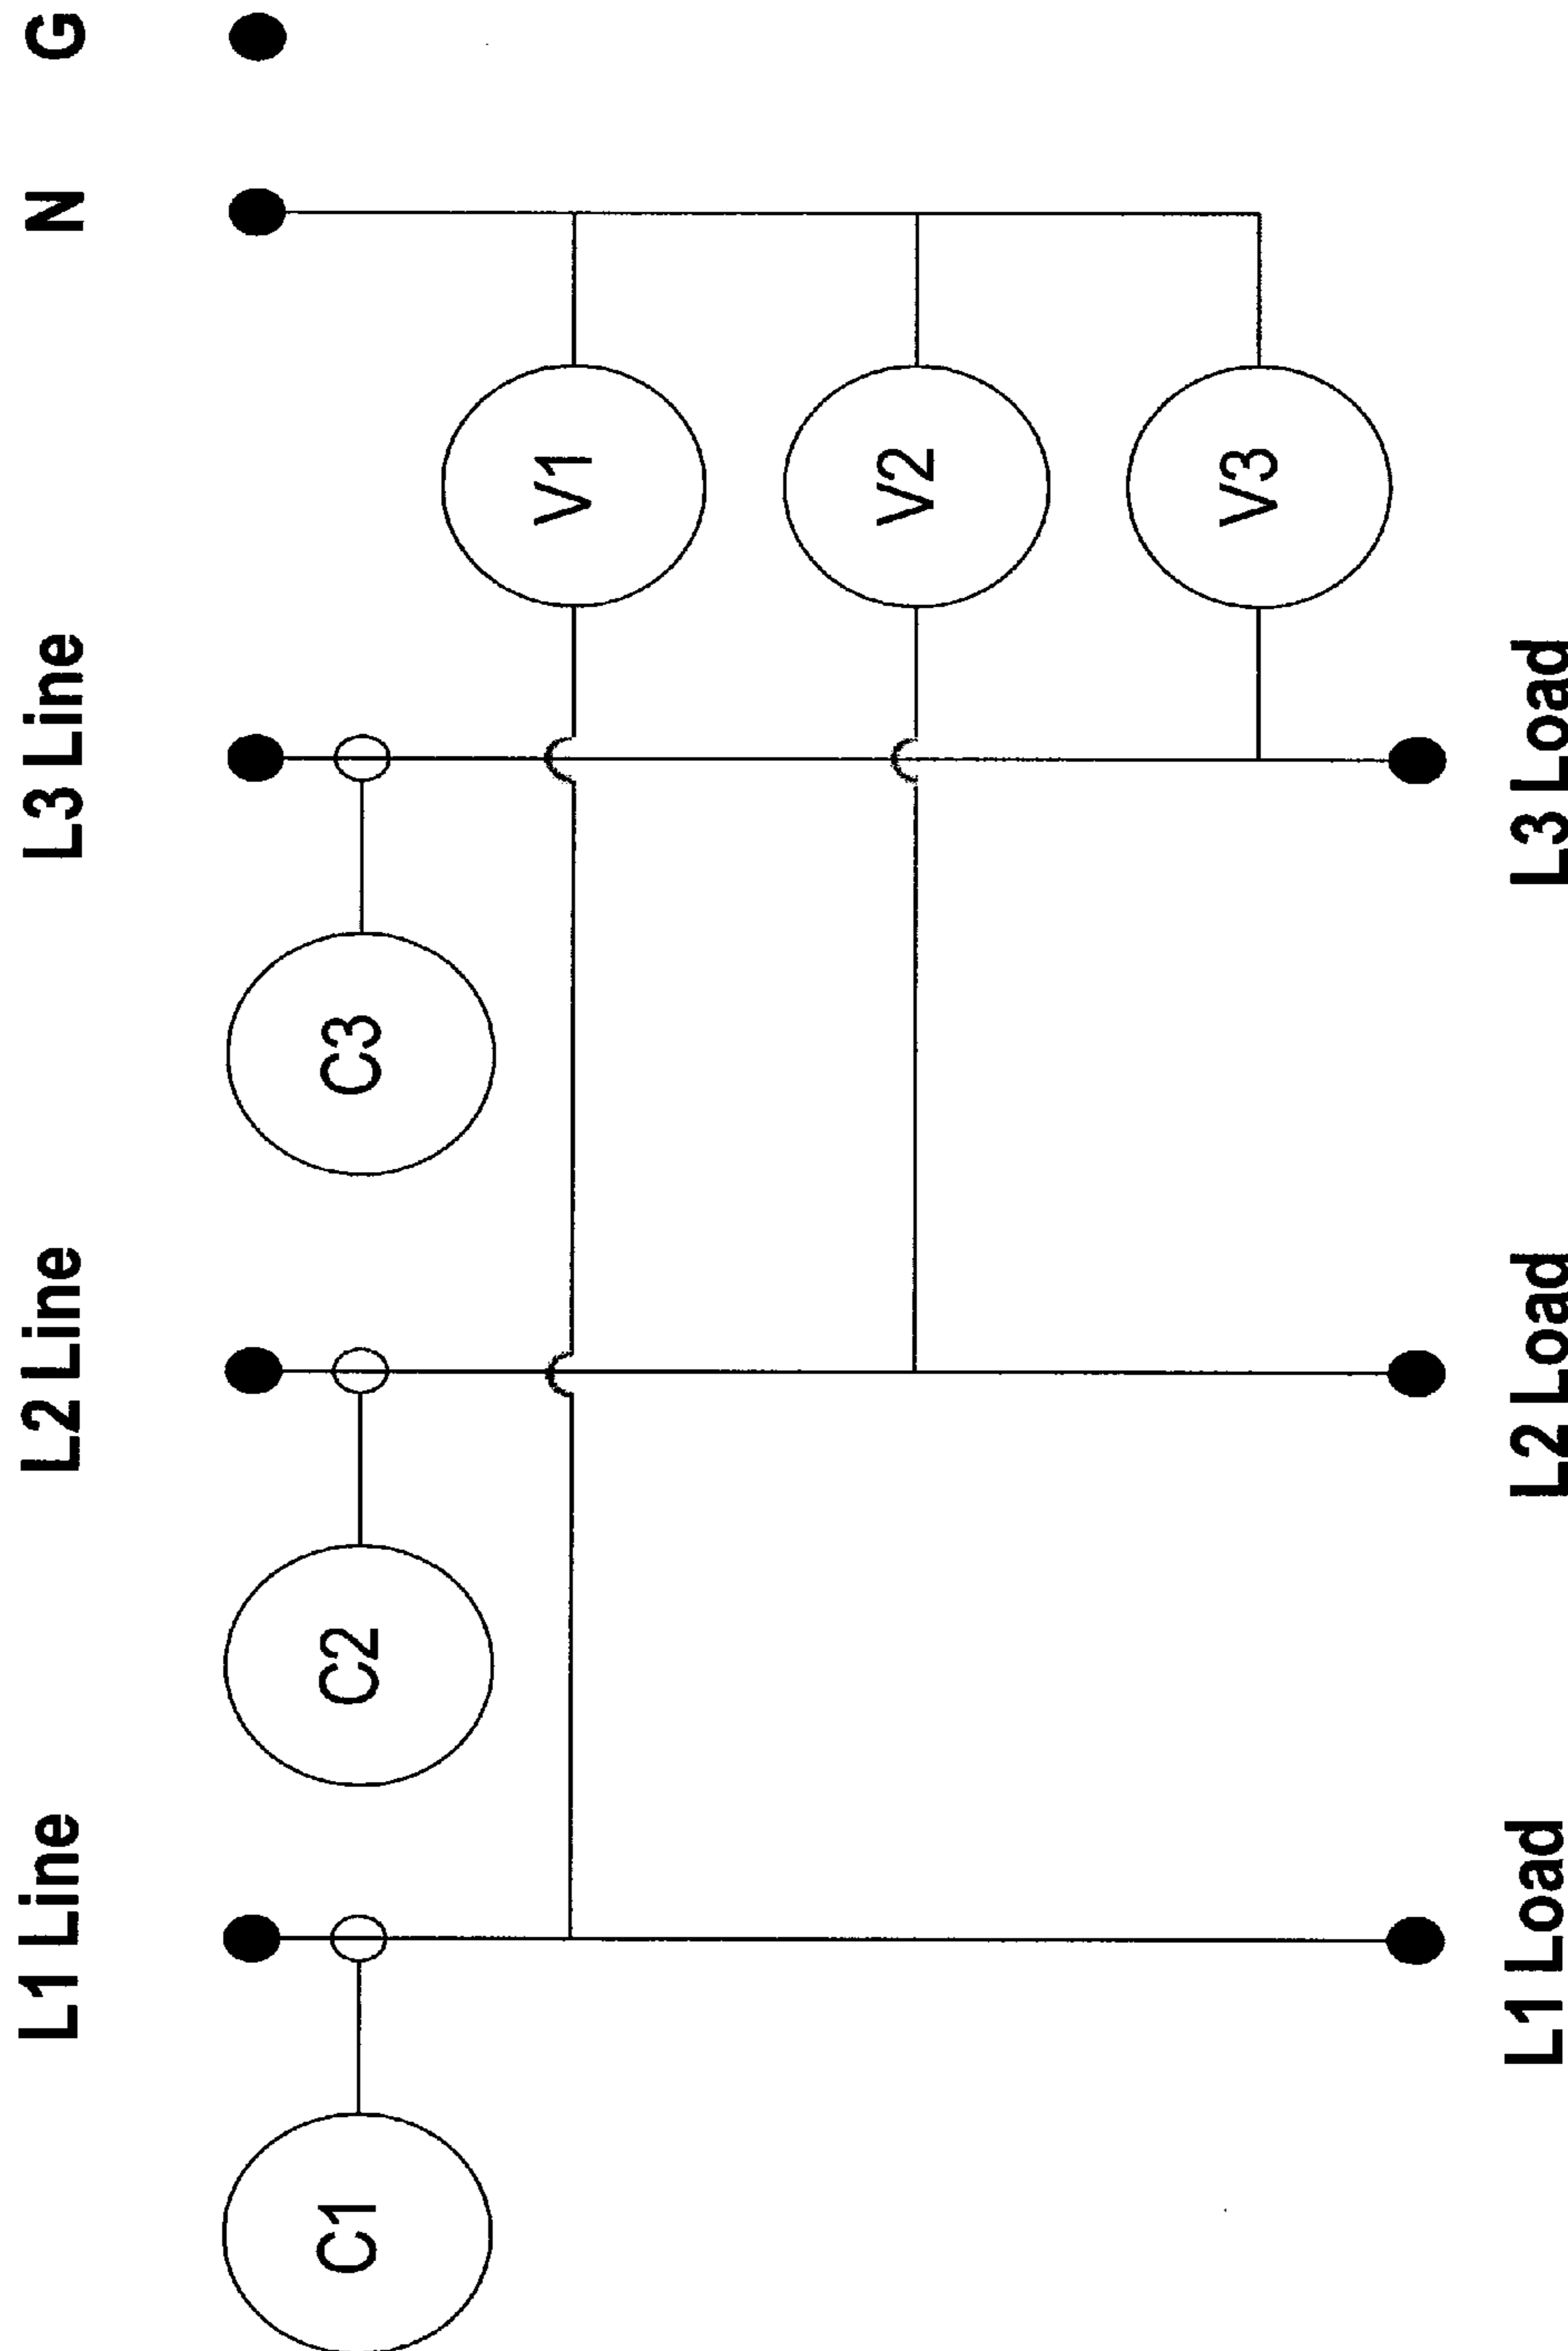 L1 Line
L2 Line
L3 Line
N
G
C1
C2
C3
V1
V2
V3
L1 Load
L2 Load
L3 Load